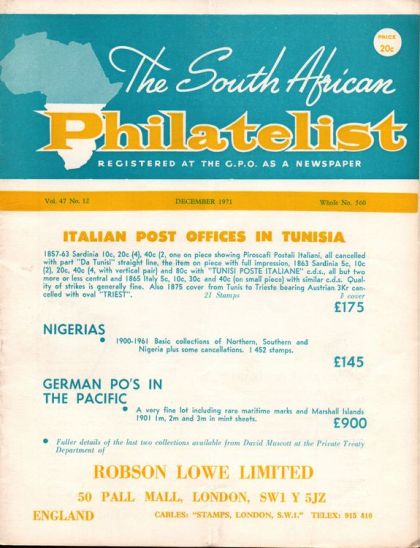 PRICE
20c
The South African
Philatelist
REGISTERED AT THE G.P.O. AS A NEWSPAPER
Vol. 47 No. 12 DECEMBER 1971 Whole No. 560
ITALIAN POST OFFICES IN TUNISIA
1857-63 Sardinia 10c, 20c (4), 40c (2, one on piece showing Piroscafi Postali Italiani, all cancelled
with part "Da Tunisi" straight line, the item on piece with full impression, 1863 Sardinia 5c, 10c
(2), 20c, 40c (4, with vertical pair) and 80c with "TUNISI POSTE ITALIANE" c.d.s., all but two
more or less central and 1865 Italy 5c, 10c, 30c and 40c (on small piece) with similar c.d.s. Qual-
ity of strikes is generally fine. Also 1875 cover from Tunis to Trieste bearing Austrian 3Kr can-
celled with oval "TRIEST". 21 Stamps 1 cover
£175
NIGERIAS
• 1900-1961 Basic collections of Northern, Southern and
Nigeria plus some cancellations. 1 452 stamps.
£145
GERMAN PO'S IN
THE PACIFIC
• A very fine lot including rare maritime marks and Marshall Islands
1901 1m, 2m and 3m in mint sheets.
£900
• Fuller details of the last two collections available from David Muscott at the Private Treaty
Department of
ROBSON LOWE LIMITED
50 PALL MALL, LONDON, SW1 Y 5JZ
ENGLAND CABLES: "STAMPS, LONDON, S.W.1." TELEX: 915 410